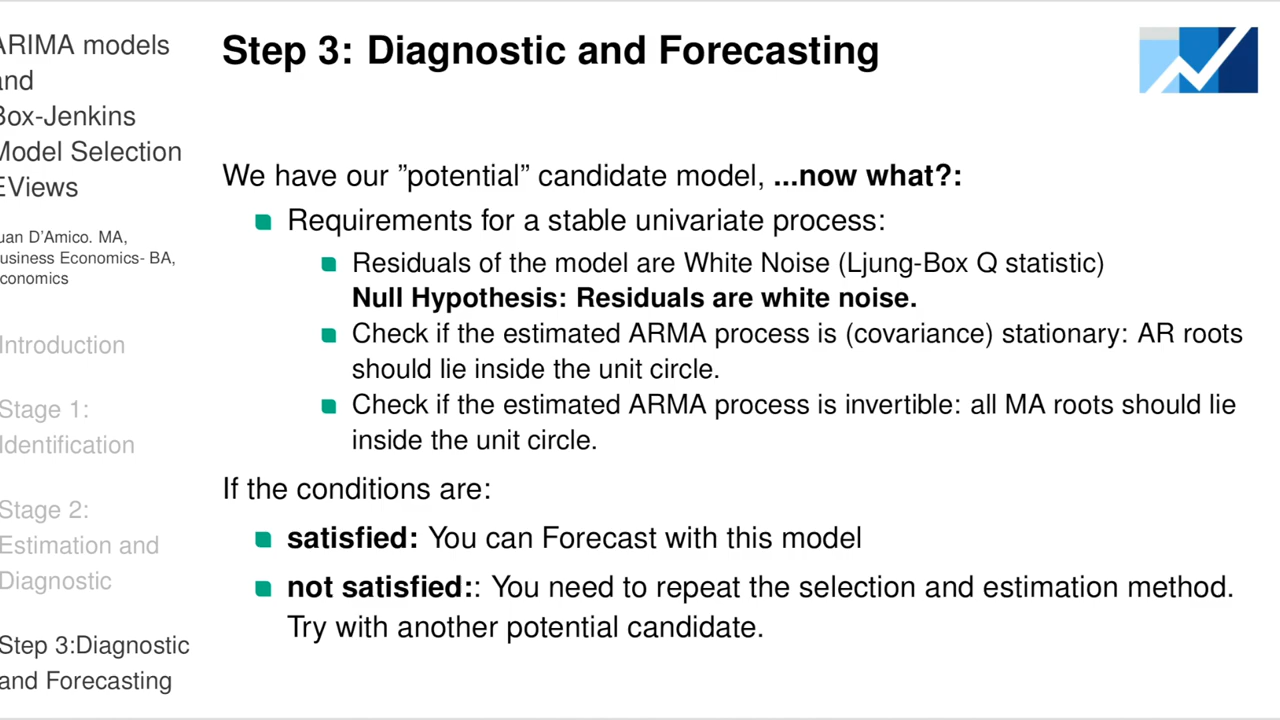 ARIMA models
and
Box-Jenkins
Model Selection
EViews
uan D'Amico. MA,
usiness Economics- BA,
conomics
Introduction
Stage 1:
Identification
Stage 2:
Estimation and
Diagnostic
Step 3:Diagnostic
and Forecasting
Step 3: Diagnostic and Forecasting
We have our ”potential” candidate model, ...now what?:
Requirements for a stable univariate process:
Residuals of the model are White Noise (Ljung-Box Q statistic)
Null Hypothesis: Residuals are white noise.
Check if the estimated ARMA process is (covariance) stationary: AR roots
should lie inside the unit circle.
Check if the estimated ARMA process is invertible: all MA roots should lie
inside the unit circle.
If the conditions are:
satisfied: You can Forecast with this model
not satisfied:: You need to repeat the selection and estimation method.
Try with another potential candidate.